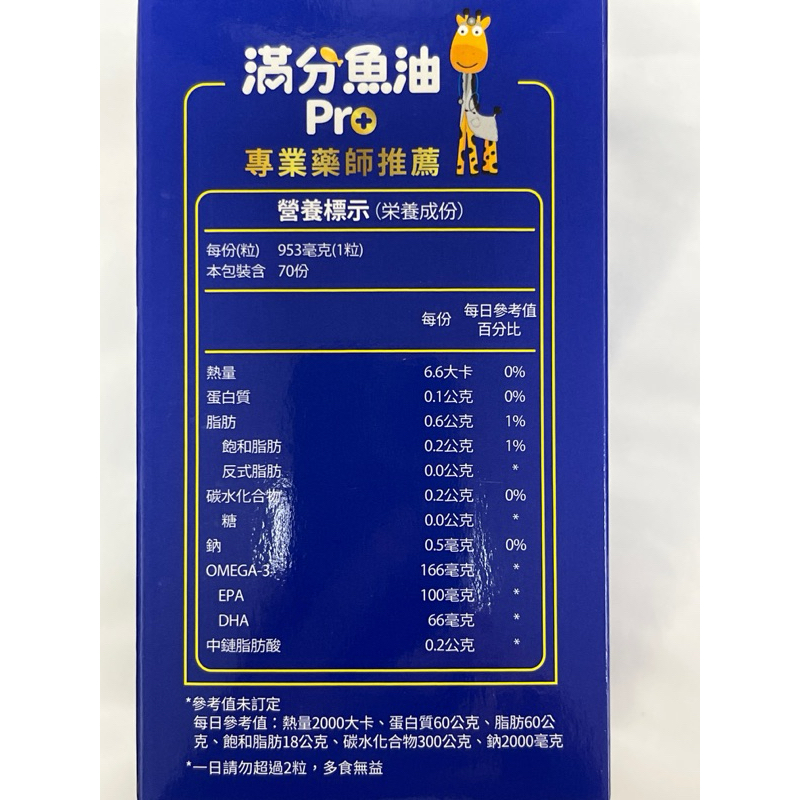 滿分魚油
Pro
專業藥師推薦
營養標示(栄養成份)
每份(粒) 953毫克(1粒)
本包裝含 70份
每份 每日參考值
百分比
熱量 6.6大卡 0%
蛋白質 0.1公克 0%
脂肪 0.6公克 1%
飽和脂肪 0.2公克 1%
反式脂肪 0.0公克 *
碳水化合物 0.2公克 0%
糖 0.0公克 *
鈉 0.5毫克 0%
OMEGA-3 166毫克 *
EPA 100毫克 *
DHA 66毫克 *
中鏈脂肪酸 0.2公克 *
*參考值未訂定
每日參考值：熱量2000大卡、蛋白質60公克、脂肪60公
克、飽和脂肪18公克、碳水化合物300公克、鈉2000毫克
*一日請勿超過2粒，多食無益